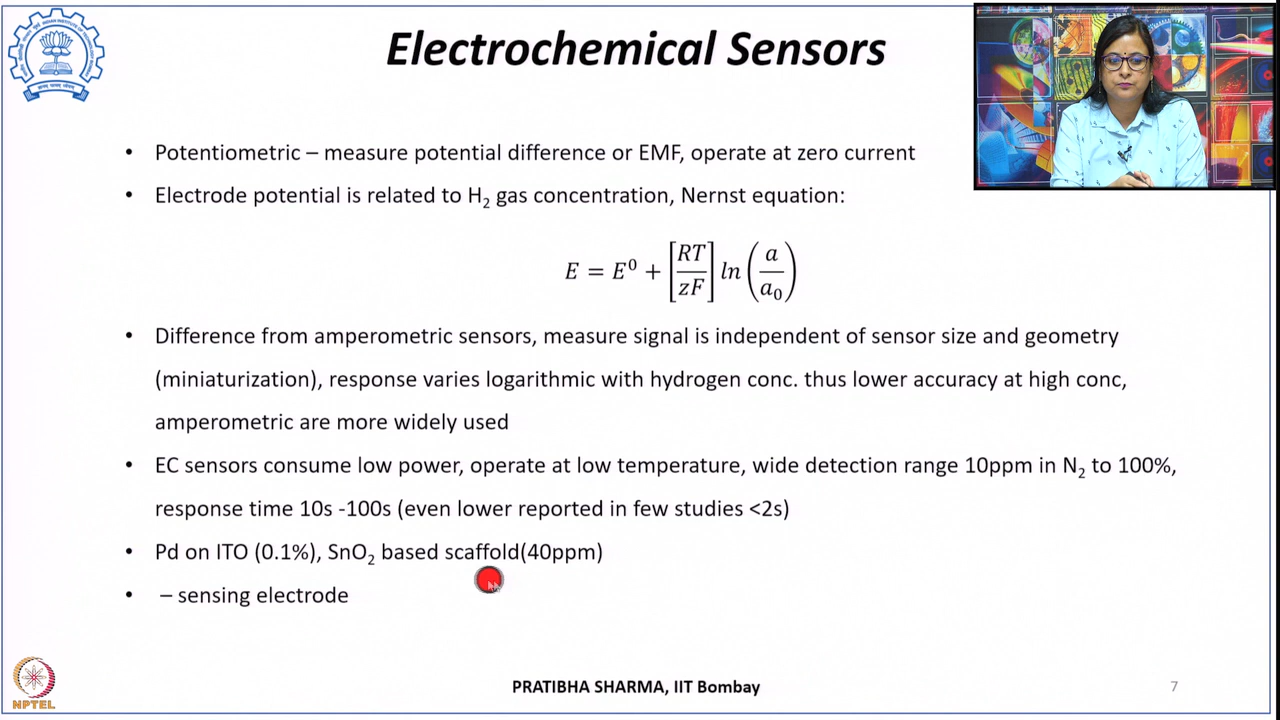 Electrochemical Sensors
• Potentiometric – measure potential difference or EMF, operate at zero current
• Electrode potential is related to H₂ gas concentration, Nernst equation:
E = E⁰ + [RT/zF] ln (a/a₀)
• Difference from amperometric sensors, measure signal is independent of sensor size and geometry
(miniaturization), response varies logarithmic with hydrogen conc. thus lower accuracy at high conc,
amperometric are more widely used
• EC sensors consume low power, operate at low temperature, wide detection range 10ppm in N₂ to 100%,
response time 10s -100s (even lower reported in few studies <2s)
• Pd on ITO (0.1%), SnO₂ based scaffold(40ppm)
• – sensing electrode
NPTEL
PRATIBHA SHARMA, IIT Bombay
7